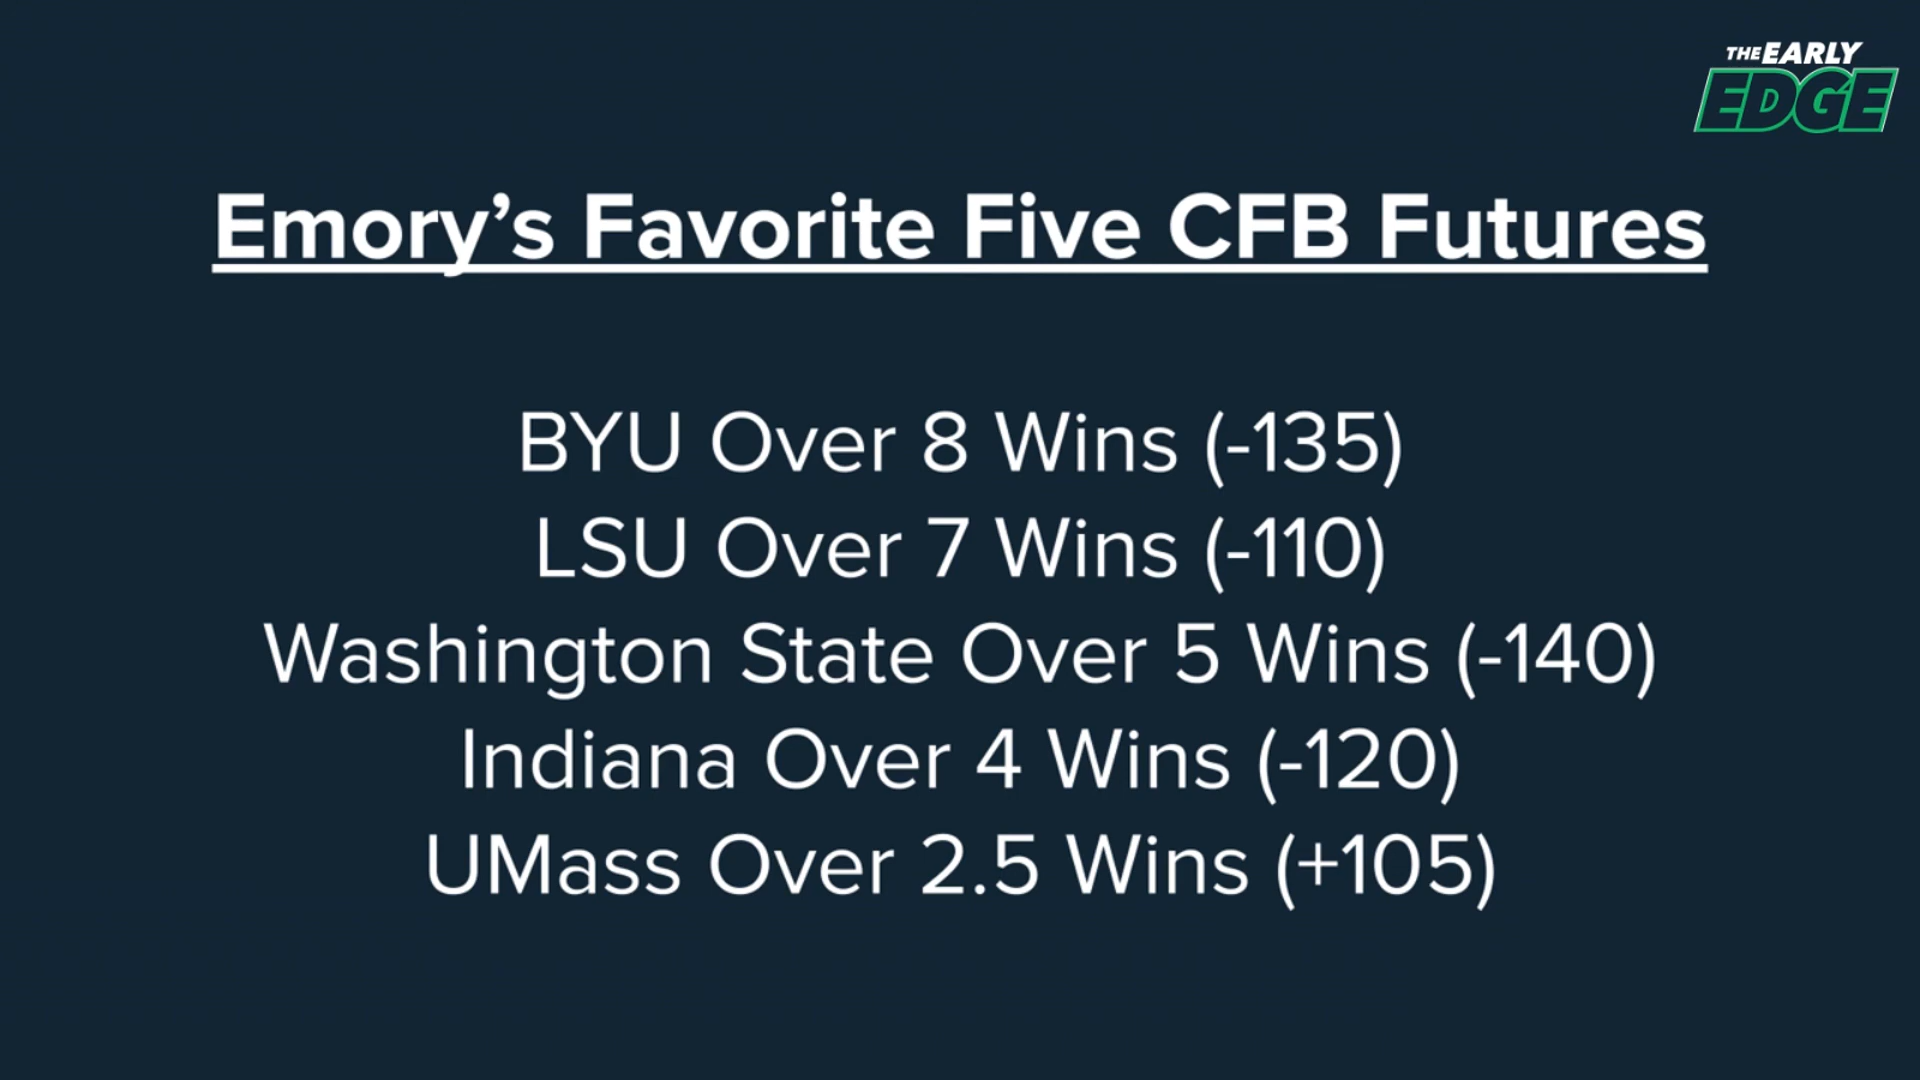 THE EARLY
EDGE
Emory’s Favorite Five CFB Futures
BYU Over 8 Wins (-135)
LSU Over 7 Wins (-110)
Washington State Over 5 Wins (-140)
Indiana Over 4 Wins (-120)
UMass Over 2.5 Wins (+105)